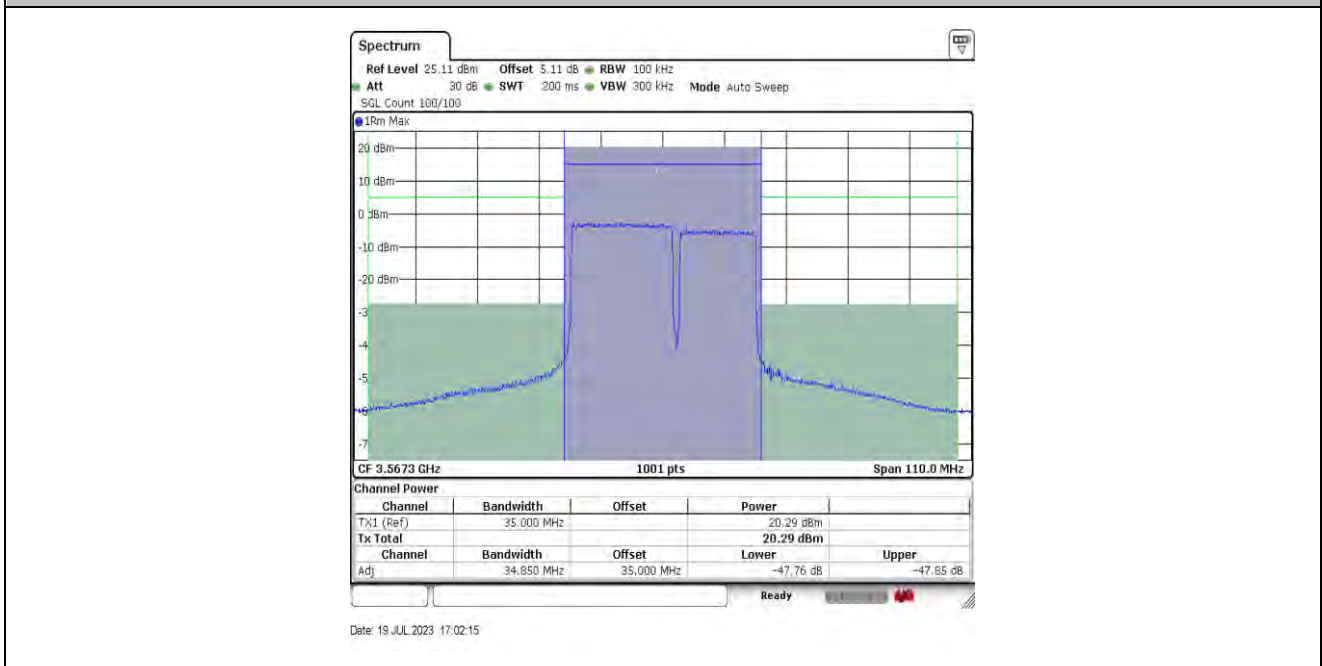 Spectrum
Ref Level 25.11 dBm Offset 5.11 dB RBW 100 kHz
Att 30 dB SWT 200 ms VBW 300 kHz Mode Auto Sweep
SGL Count 100/100
1Rm Max
20 dBm
10 dBm
0 dBm
-10 dBm
-20 dBm
-3
-4
-5
-6
-7
CF 3.5673 GHz 1001 pts Span 110.0 MHz
Channel Power
Channel Bandwidth Offset Power
TX1 (Ref) 35.000 MHz 20.29 dBm
Tx Total 20.29 dBm
Channel Bandwidth Offset Lower Upper
Adj 34.850 MHz 35.000 MHz -47.76 dB -47.85 dB
Ready
Date: 19.JUL.2023 17:02:15